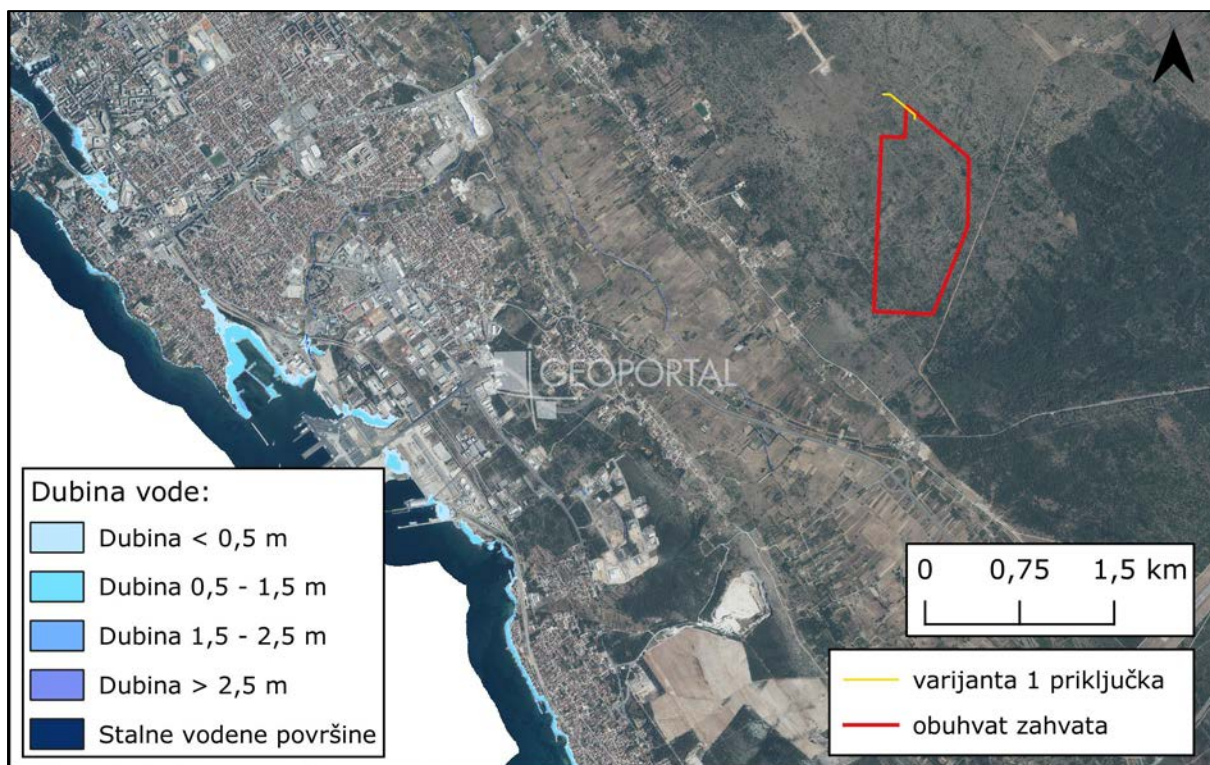 GEOPORTAL
Dubina vode:
Dubina < 0,5 m
Dubina 0,5 - 1,5 m
Dubina 1,5 - 2,5 m
Dubina > 2,5 m
Stalne vodene površine
0 0,75 1,5 km
varijanta 1 priključka
obuhvat zahvata